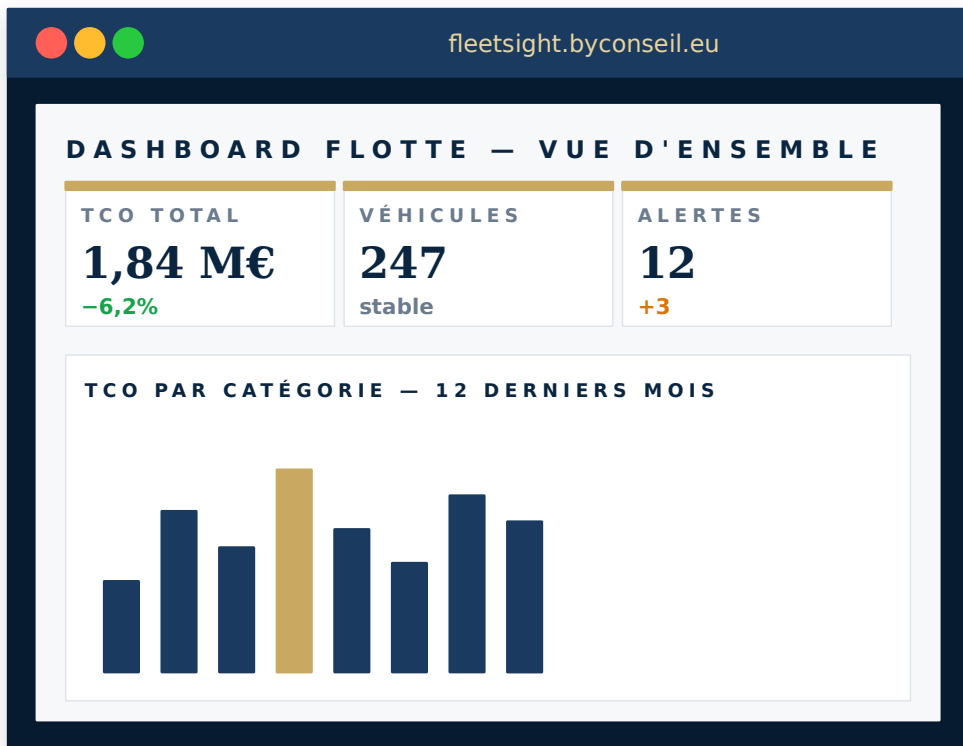 fleetsight.byconseil.eu
DASHBOARD FLOTTE — VUE D'ENSEMBLE
TCO TOTAL
1,84 M€
−6,2%
VÉHICULES
247
stable
ALERTES
12
+3
TCO PAR CATÉGORIE — 12 DERNIERS MOIS